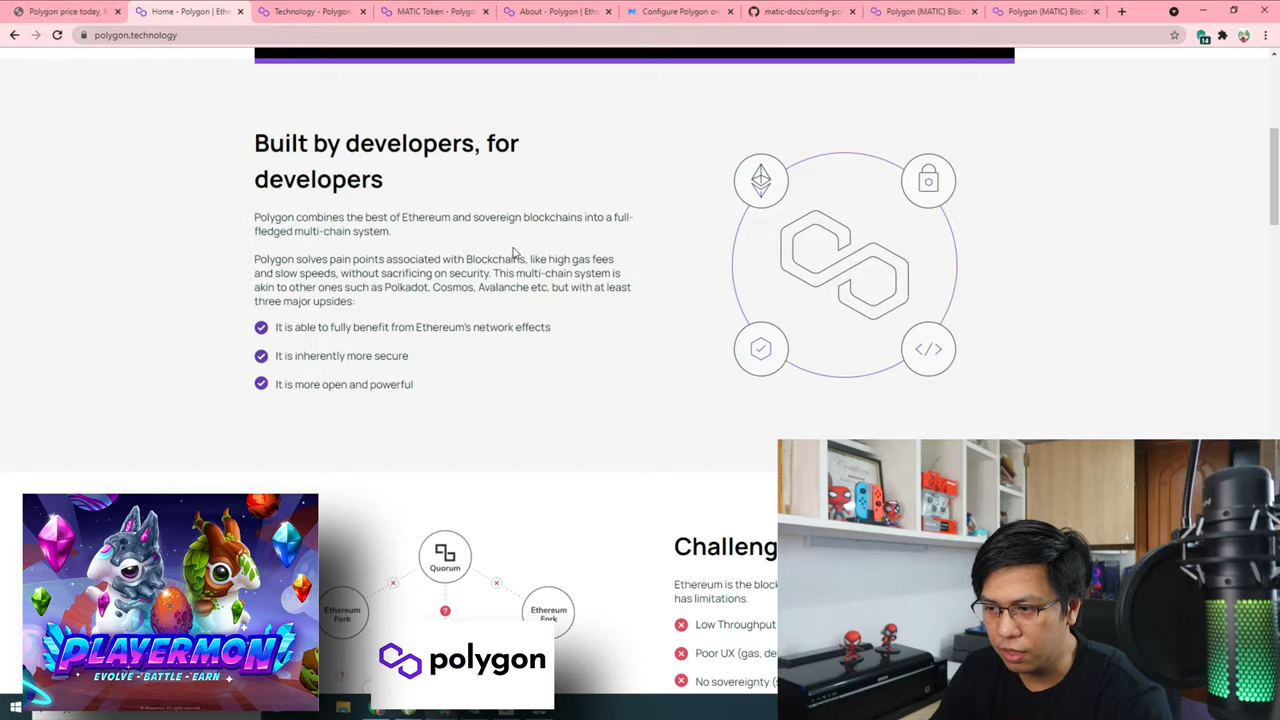 Polygon price today, M
Home - Polygon | Ethe
Technology - Polygon
MATIC Token - Polygo
About - Polygon | Eth
Configure Polygon on
matic-docs/config-po
Polygon (MATIC) Bloc
Polygon (MATIC) Bloc
polygon.technology
14
Built by developers, for
developers
Polygon combines the best of Ethereum and sovereign blockchains into a full-
fledged multi-chain system.
Polygon solves pain points associated with Blockchains, like high gas fees
and slow speeds, without sacrificing on security. This multi-chain system is
akin to other ones such as Polkadot, Cosmos, Avalanche etc, but with at least
three major upsides:
It is able to fully benefit from Ethereum's network effects
It is inherently more secure
It is more open and powerful
</>
Quorum
Ethereum
Fork
Ethereum
Fork
Challeng
Ethereum is the block
has limitations.
Low Throughput
Poor UX (gas, de
No sovereignty (s
PLAYERMON
EVOLVE - BATTLE - EARN
polygon